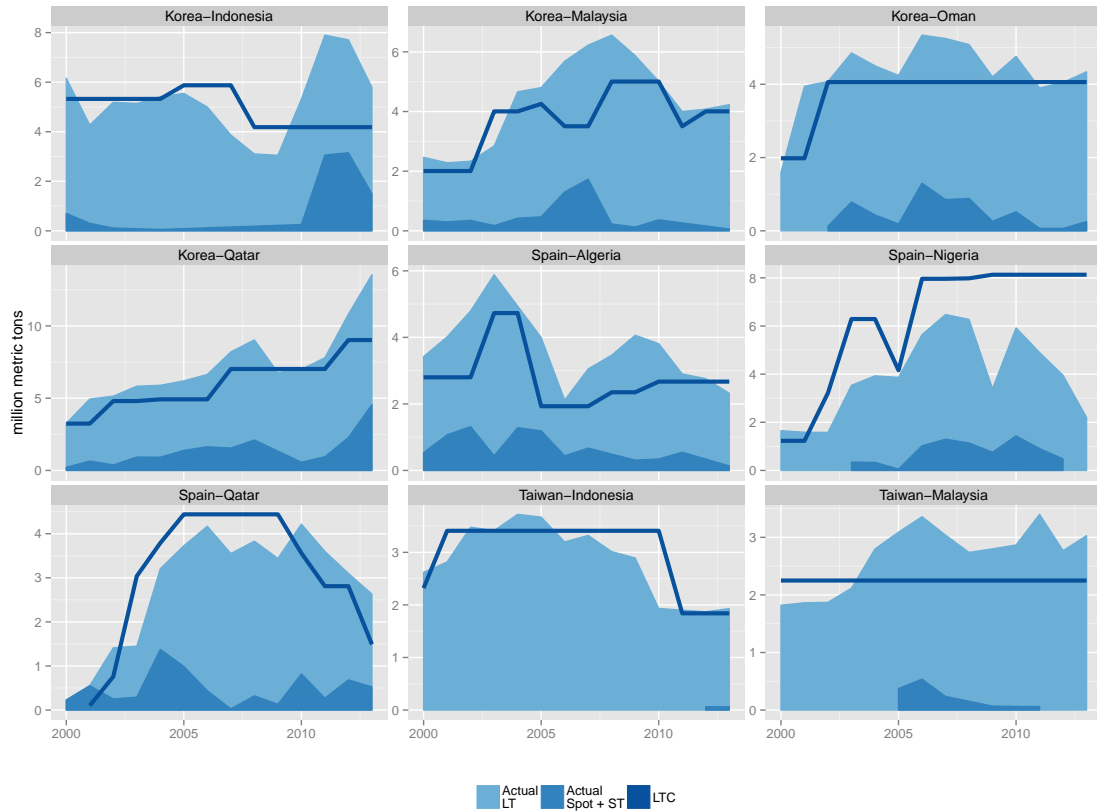 Korea−Indonesia
Korea−Malaysia
Korea−Oman
8
6
4
2
0
6
4
2
0
4
2
0
Korea−Qatar
Spain−Algeria
Spain−Nigeria
10
5
0
6
4
2
0
8
6
4
2
0
million metric tons
Spain−Qatar
Taiwan−Indonesia
Taiwan−Malaysia
4
3
2
1
0
3
2
1
0
3
2
1
0
2000 2005 2010
2000 2005 2010
2000 2005 2010
Actual
LT
Actual
Spot + ST
LTC